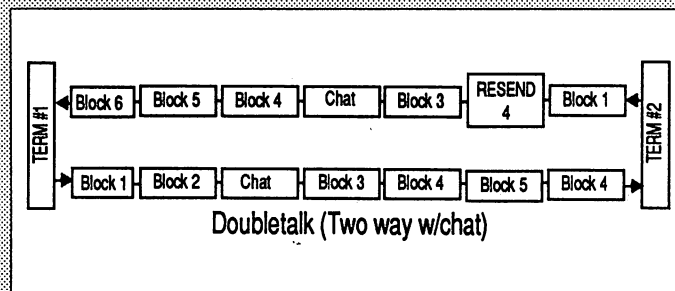 TERM #1
Block 6 Block 5 Block 4 Chat Block 3 RESEND 4 Block 1
TERM #2
Block 1 Block 2 Chat Block 3 Block 4 Block 5 Block 4
Doubletalk (Two way w/chat)